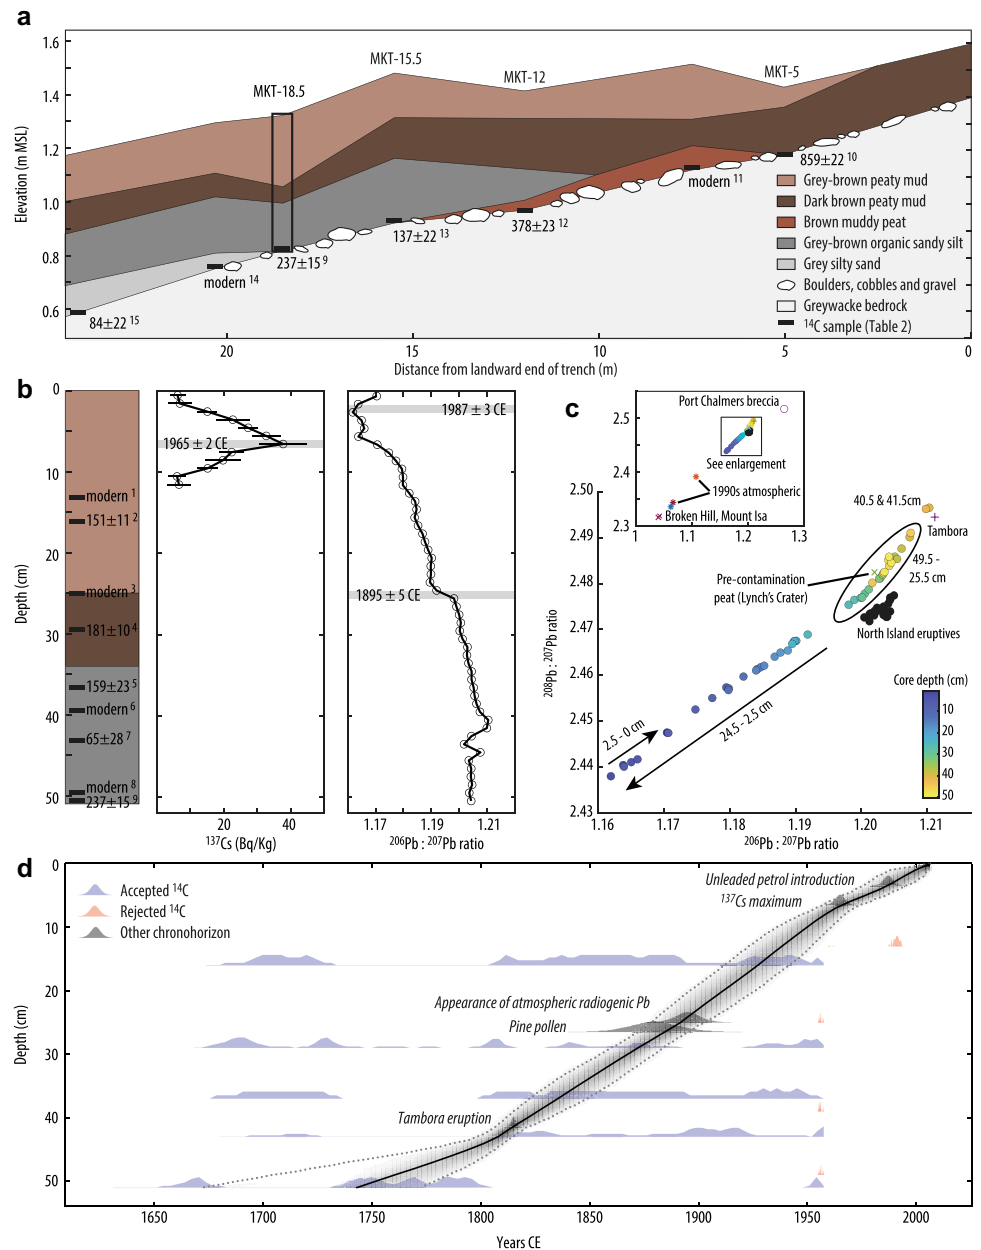 a
1.6
1.4
1.2
1.0
0.8
0.6
Elevation (m MSL)
MKT-18.5
MKT-15.5
MKT-12
MKT-5
859±22 10
modern 11
378±23 12
137±22 13
237±15 9
modern 14
84±22 15
Grey-brown peaty mud
Dark brown peaty mud
Brown muddy peat
Grey-brown organic sandy silt
Grey silty sand
Boulders, cobbles and gravel
Greywacke bedrock
14C sample (Table 2)
20
15
10
5
0
Distance from landward end of trench (m)
b
0
10
20
30
40
50
Depth (cm)
modern 1
151±11 2
modern 3
181±10 4
159±23 5
modern 6
65±28 7
modern 8
237±15 9
1965 ± 2 CE
20
40
137Cs (Bq/Kg)
1987 ± 3 CE
1895 ± 5 CE
1.17
1.19
1.21
206Pb : 207Pb ratio
c
2.5
2.4
2.3
1
1.1
1.2
1.3
Port Chalmers breccia
See enlargement
1990s atmospheric
Broken Hill, Mount Isa
2.50
2.49
2.48
2.47
2.46
2.45
2.44
2.43
208Pb : 207Pb ratio
40.5 & 41.5cm
Tambora
49.5 -
25.5 cm
Pre-contamination
peat (Lynch's Crater)
North Island eruptives
2.5 - 0 cm
24.5 - 2.5 cm
Core depth (cm)
10
20
30
40
50
1.16
1.17
1.18
1.19
1.20
1.21
206Pb : 207Pb ratio
d
0
10
20
30
40
50
Depth (cm)
Accepted 14C
Rejected 14C
Other chronohorizon
Unleaded petrol introduction
137Cs maximum
Appearance of atmospheric radiogenic Pb
Pine pollen
Tambora eruption
1650
1700
1750
1800
1850
1900
1950
2000
Years CE